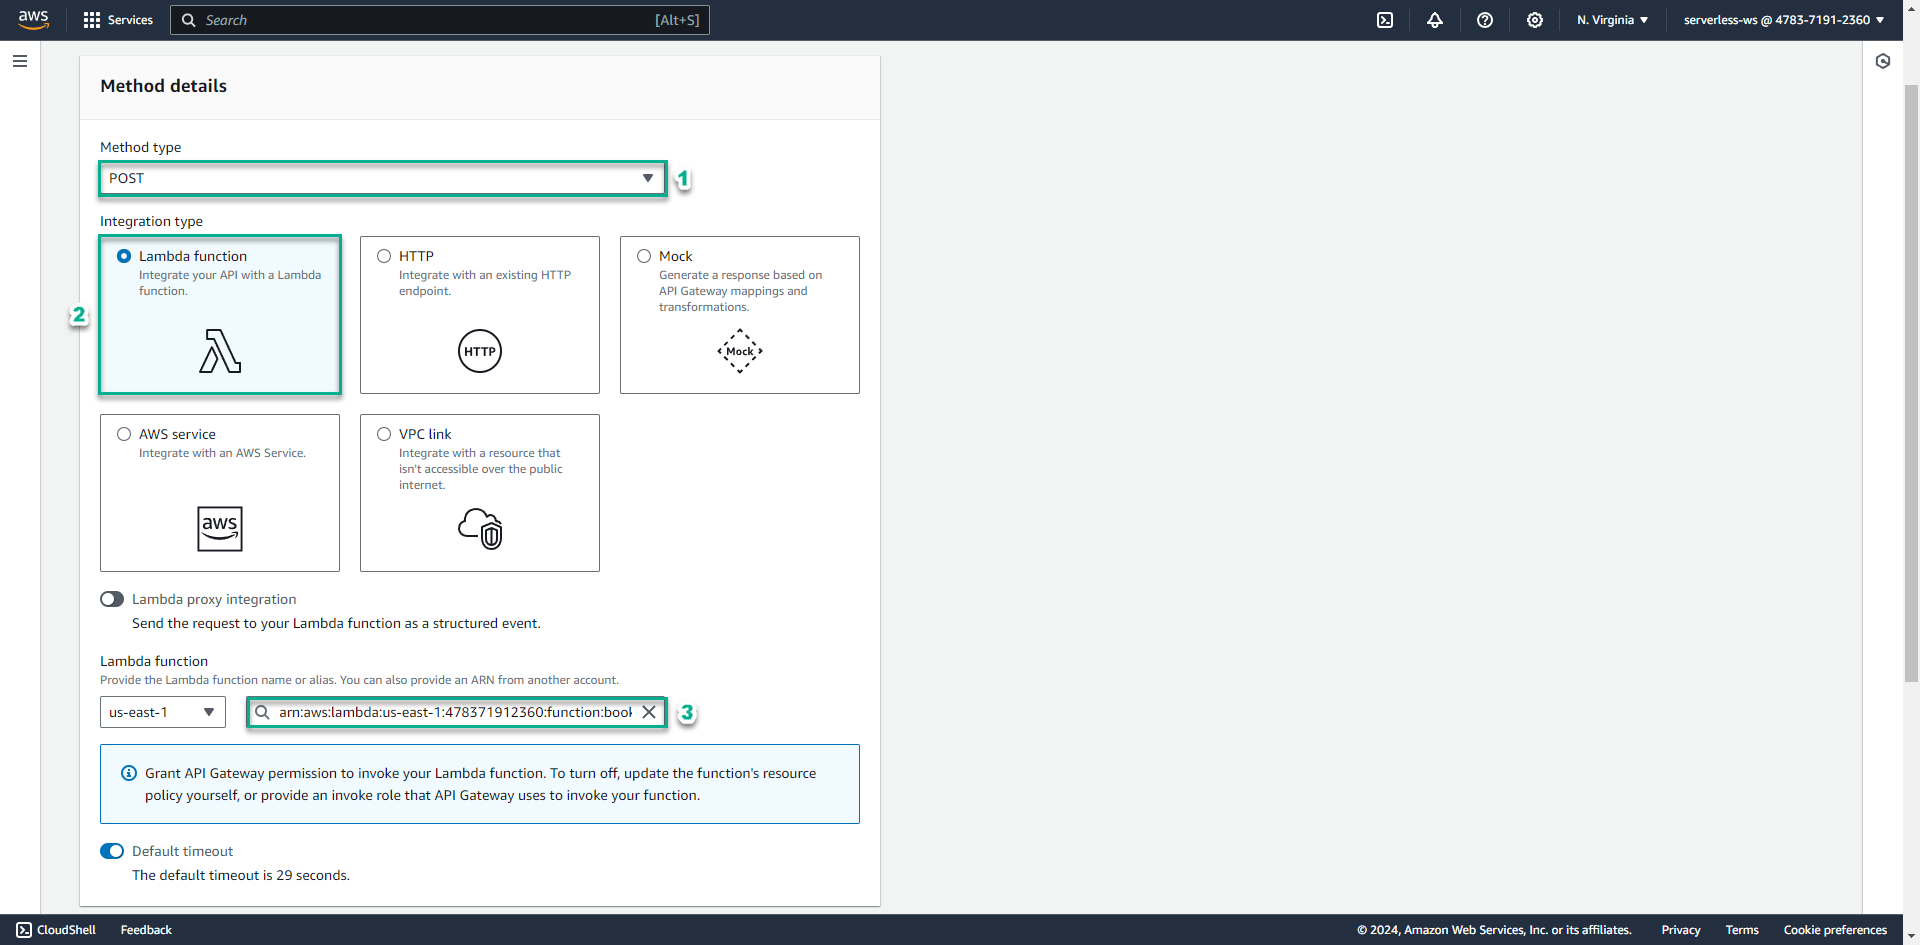 aws
Services
Search
[Alt+S]
N. Virginia
serverless-ws @ 4783-7191-2360
Method details
Method type
POST
1
Integration type
Lambda function
Integrate your API with a Lambda
function.
2
HTTP
Integrate with an existing HTTP
endpoint.
HTTP
Mock
Generate a response based on
API Gateway mappings and
transformations.
Mock
AWS service
Integrate with an AWS Service.
aws
VPC link
Integrate with a resource that
isn't accessible over the public
internet.
Lambda proxy integration
Send the request to your Lambda function as a structured event.
Lambda function
Provide the Lambda function name or alias. You can also provide an ARN from another account.
us-east-1
arn:aws:lambda:us-east-1:478371912360:function:book
3
Grant API Gateway permission to invoke your Lambda function. To turn off, update the function's resource
policy yourself, or provide an invoke role that API Gateway uses to invoke your function.
Default timeout
The default timeout is 29 seconds.
CloudShell
Feedback
© 2024, Amazon Web Services, Inc. or its affiliates.
Privacy
Terms
Cookie preferences